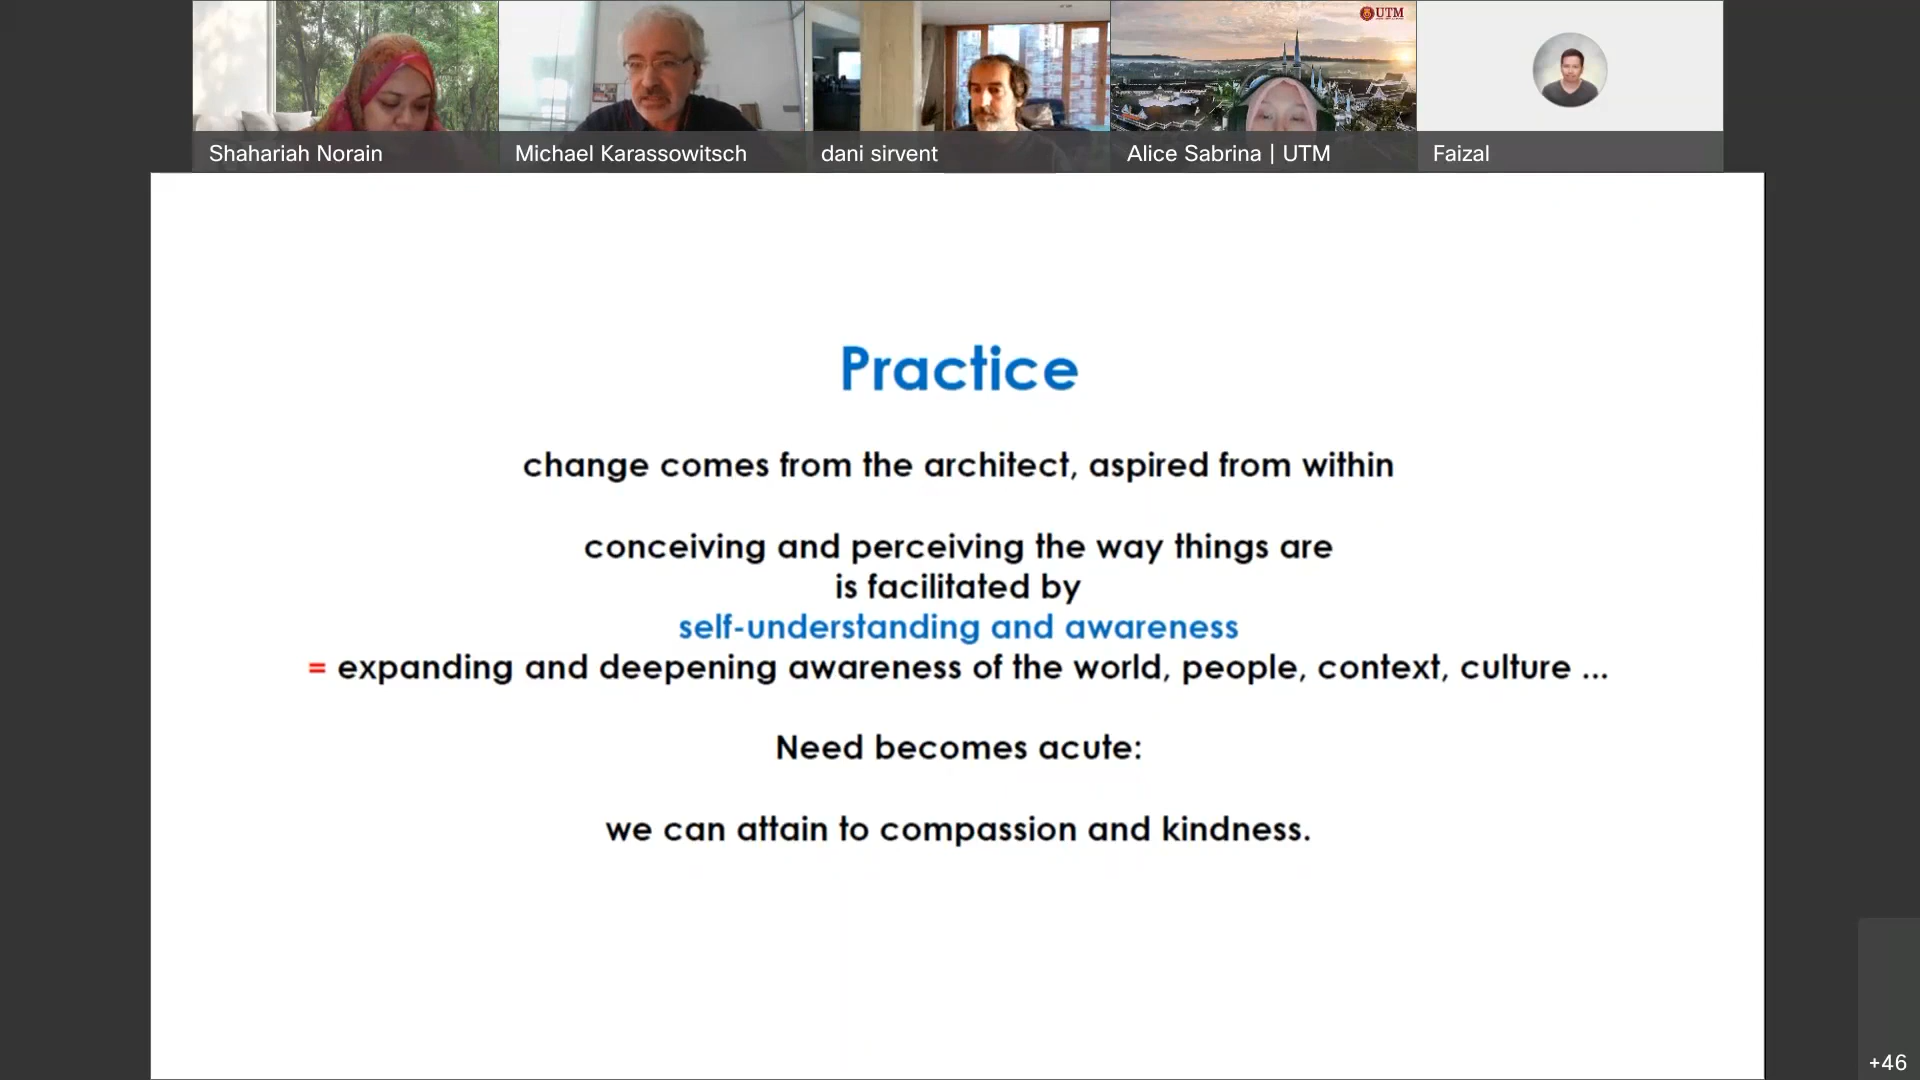 UTM
Shahariah Norain
Michael Karassowitsch
dani sirvent
Alice Sabrina | UTM
Faizal
Practice
change comes from the architect, aspired from within
conceiving and perceiving the way things are
is facilitated by
self-understanding and awareness
= expanding and deepening awareness of the world, people, context, culture ...
Need becomes acute:
we can attain to compassion and kindness.
+46